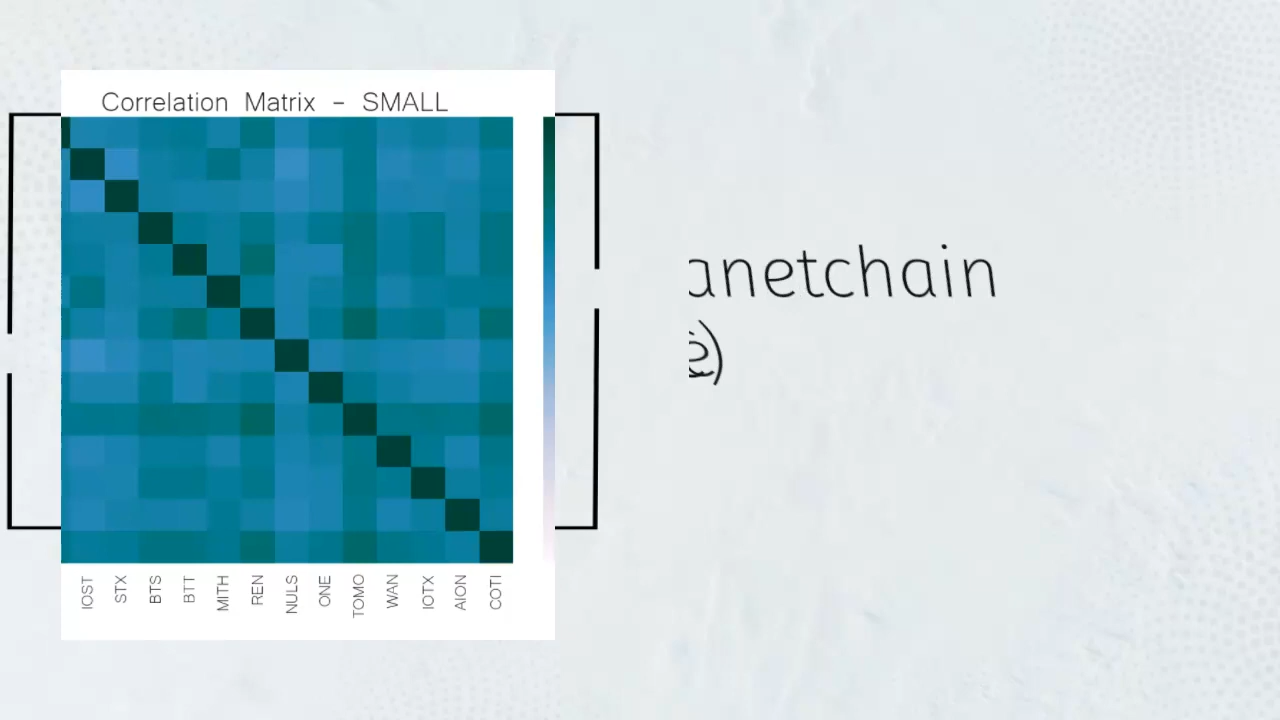 Correlation Matrix - SMALL
anetchain
e)
IOST
STX
BTS
BTT
MITH
REN
NULS
ONE
TOMO
WAN
IOTX
AION
COTI